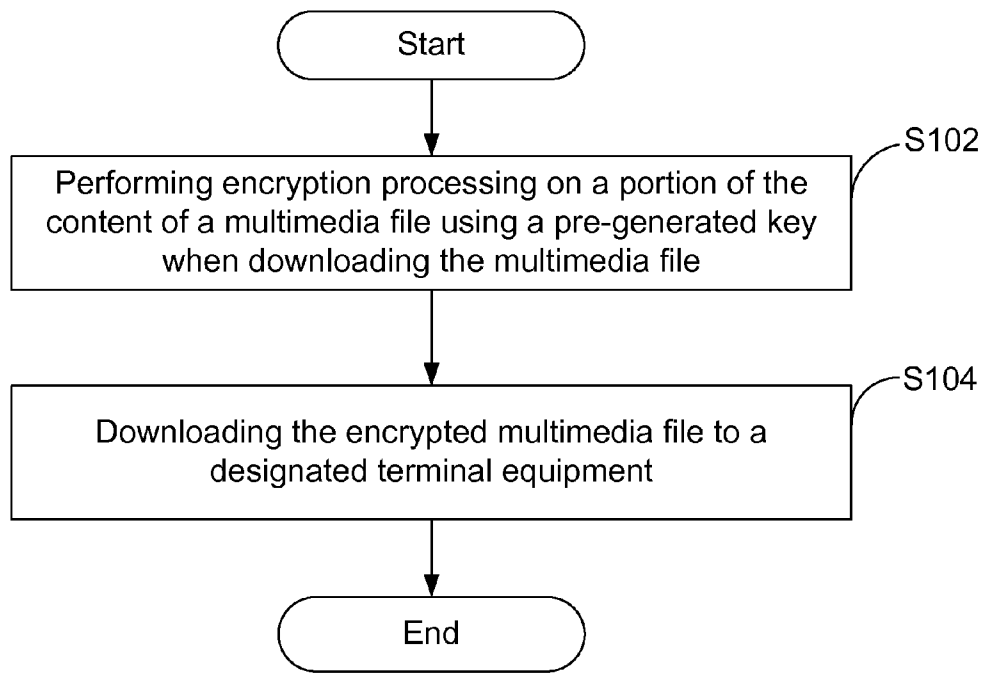 Start
S102
Performing encryption processing on a portion of the
content of a multimedia file using a pre-generated key
when downloading the multimedia file
S104
Downloading the encrypted multimedia file to a
designated terminal equipment
End